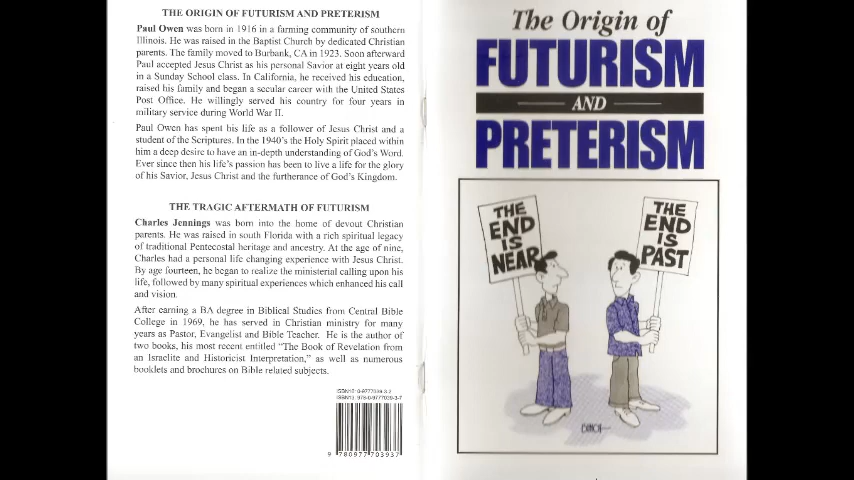 THE ORIGIN OF FUTURISM AND PRETERISM
Paul Owen was born in 1916 in a farming community of southern
Illinois. He was raised in the Baptist Church by dedicated Christian
parents. The family moved to Burbank, CA in 1923. Soon afterward
Paul accepted Jesus Christ as his personal Savior at eight years old
in a Sunday School class. In California, he received his education,
raised his family and began a secular career with the United States
Post Office. He willingly served his country for four years in
military service during World War II.
Paul Owen has spent his life as a follower of Jesus Christ and a
student of the Scriptures. In the 1940's the Holy Spirit placed within
him a deep desire to have an in-depth understanding of God's Word.
Ever since then his life's passion has been to live a life for the glory
of his Savior, Jesus Christ and the furtherance of God's Kingdom.
THE TRAGIC AFTERMATH OF FUTURISM
Charles Jennings was born into the home of devout Christian
parents. He was raised in south Florida with a rich spiritual legacy
of traditional Pentecostal heritage and ancestry. At the age of nine,
Charles had a personal life changing experience with Jesus Christ.
By age fourteen, he began to realize the ministerial calling upon his
life, followed by many spiritual experiences which enhanced his call
and vision.
After earning a BA degree in Biblical Studies from Central Bible
College in 1969, he has served in Christian ministry for many
years as Pastor, Evangelist and Bible Teacher. He is the author of
two books, his most recent entitled "The Book of Revelation from
an Israelite and Historicist Interpretation," as well as numerous
booklets and brochures on Bible related subjects.
ISBN10: 0-9777039-3-2
ISBN13: 978-0-9777039-3-7
9 780977 703937
The Origin of
FUTURISM
AND
PRETERISM
THE
END
IS
NEAR
THE
END
IS
PAST